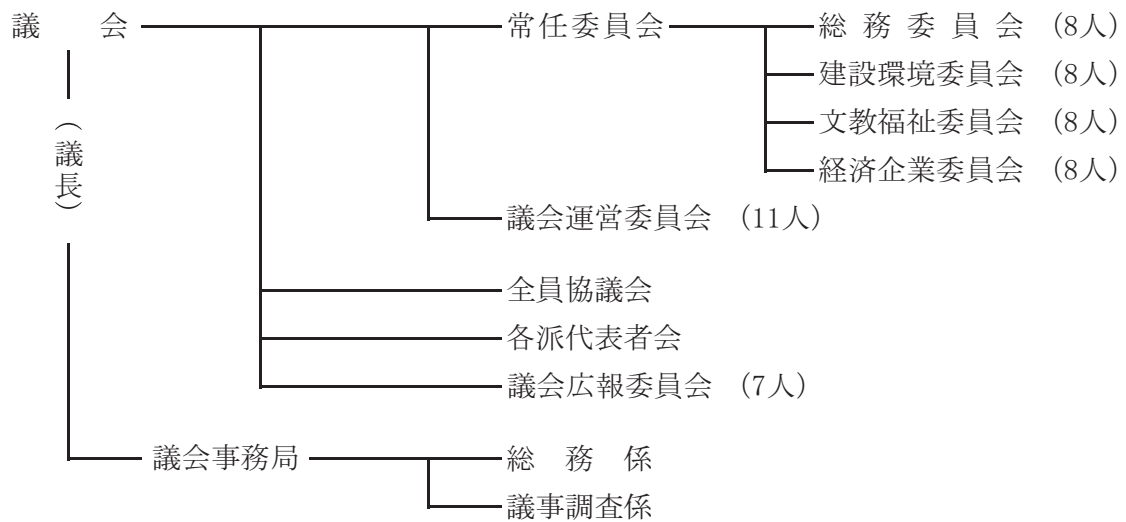 議会 常任委員会 総務委員会 (8人)
建設環境委員会 (8人)
文教福祉委員会 (8人)
(議長)
経済企業委員会 (8人)
議会運営委員会 (11人)
全員協議会
各派代表者会
議会広報委員会 (7人)
議会事務局 総務係
議事調査係